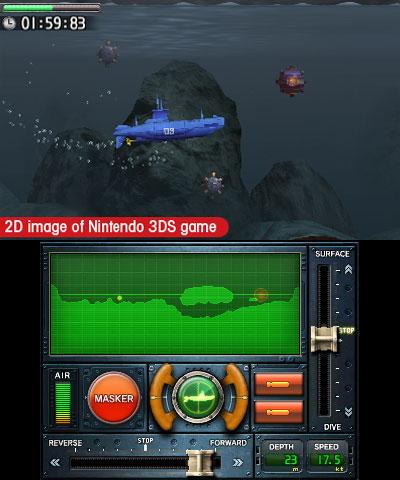 01:59:83
03
2D image of Nintendo 3DS game
SURFACE
STOP
AIR
MASKER
DIVE
REVERSE
STOP
FORWARD
DEPTH
23 m
SPEED
17.5 kt